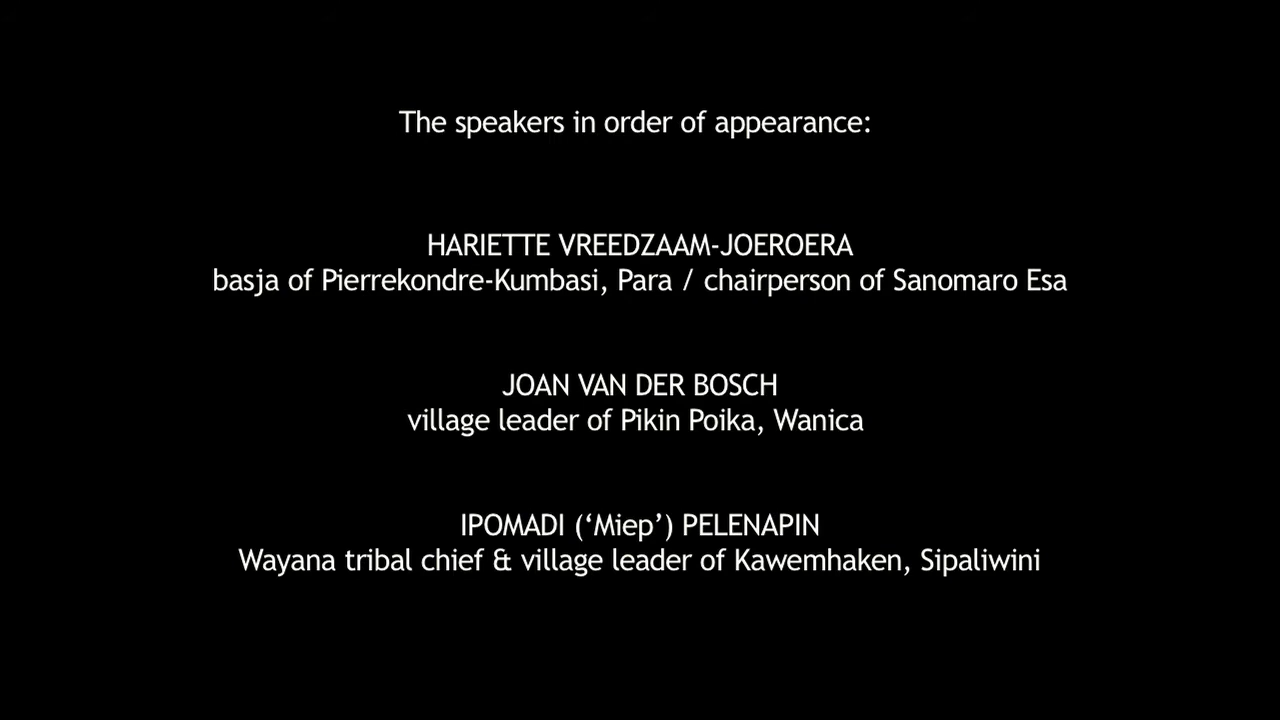 The speakers in order of appearance:
HARIETTE VREEDZAAM-JOEROERA
basja of Pierrekondre-Kumbasi, Para / chairperson of Sanomaro Esa
JOAN VAN DER BOSCH
village leader of Pikin Poika, Wanica
IPOMADI (‘Miep’) PELENAPIN
Wayana tribal chief & village leader of Kawemhaken, Sipaliwini